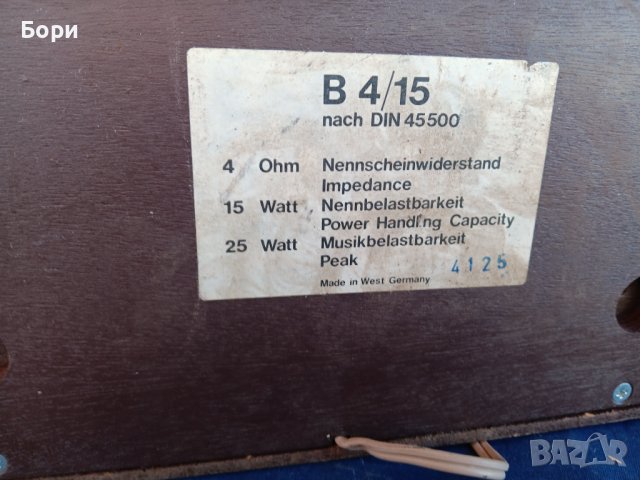 Бори
B 4/15
nach DIN 45500
4 Ohm Nennscheinwiderstand
Impedance
15 Watt Nennbelastbarkeit
Power Handling Capacity
25 Watt Musikbelastbarkeit
Peak
4125
Made in West Germany
BAZAR